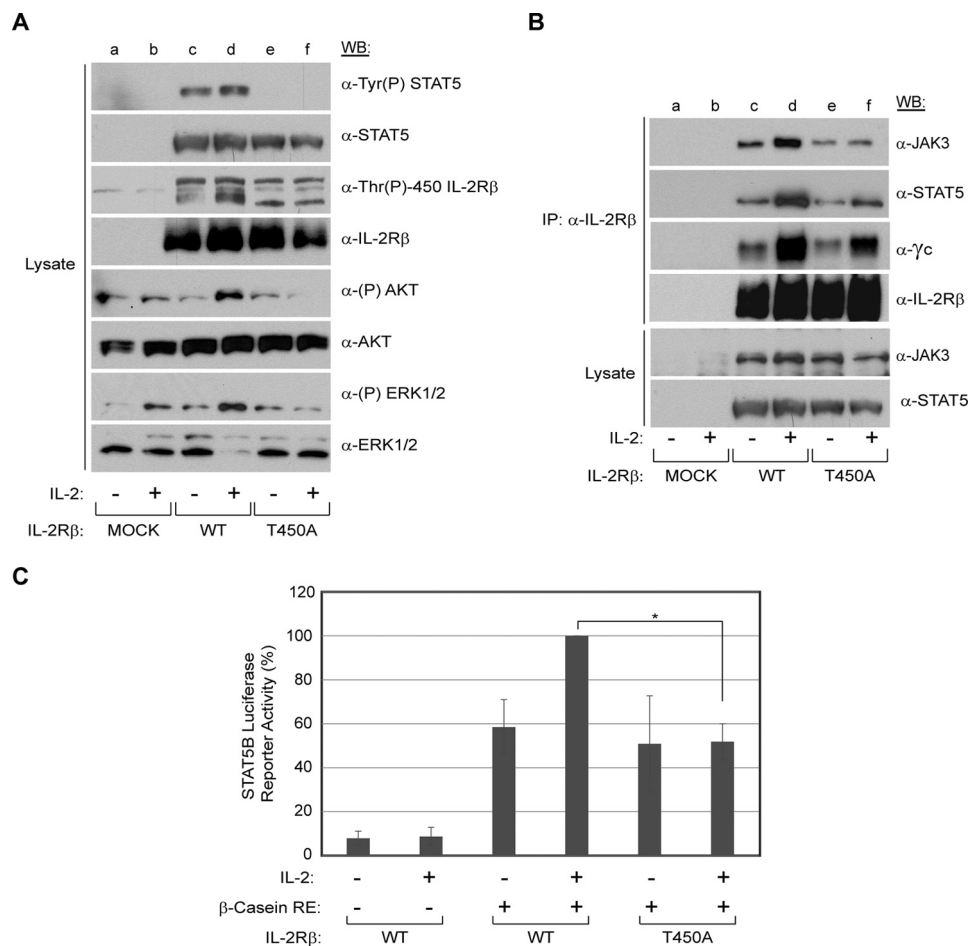 A
a b c d e f WB:
α-Tyr(P) STAT5
α-STAT5
α-Thr(P)-450 IL-2Rβ
α-IL-2Rβ
α-(P) AKT
α-AKT
α-(P) ERK1/2
α-ERK1/2
Lysate
IL-2: - + - + - +
IL-2Rβ: MOCK WT T450A
B
a b c d e f WB:
α-JAK3
α-STAT5
α-γc
α-IL-2Rβ
α-JAK3
α-STAT5
IP: α-IL-2Rβ
Lysate
IL-2: - + - + - +
IL-2Rβ: MOCK WT T450A
C
STAT5B Luciferase
Reporter Activity (%)
120
100
80
60
40
20
0
*
IL-2: - + - + - +
β-Casein RE: - - + + + +
IL-2Rβ: WT WT T450A